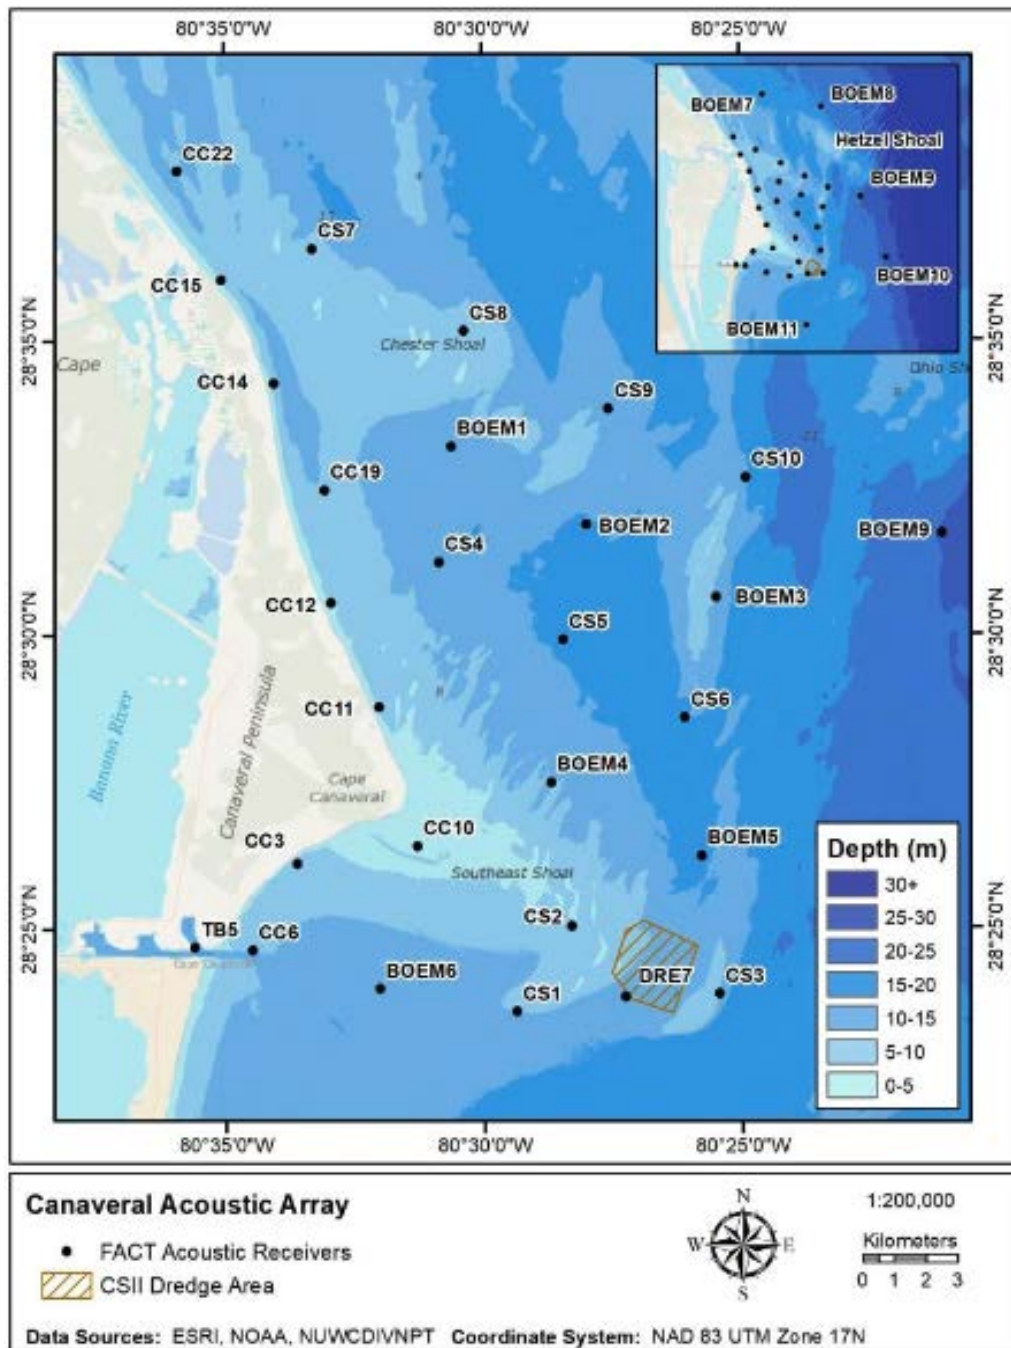 80°35'0"W
80°30'0"W
80°25'0"W
BOEM7
BOEM8
Hetzel Shoal
BOEM9
BOEM10
BOEM11
CC22
CS7
CC15
CS8
Chester Shoal
28°35'0"N
28°35'0"N
Cape
CC14
CS9
BOEM1
Ohio Sh
CC19
CS10
BOEM2
BOEM9
CS4
BOEM3
CC12
CS5
28°30'0"N
28°30'0"N
CC11
CS6
Banana River
Canaveral Peninsula
Cape
Canaveral
BOEM4
CC10
CC3
Southeast Shoal
BOEM5
CS2
28°25'0"N
28°25'0"N
TB5
CC6
BOEM6
CS1
DRE7
CS3
Depth (m)
30+
25-30
20-25
15-20
10-15
5-10
0-5
80°35'0"W
80°30'0"W
80°25'0"W
Canaveral Acoustic Array
FACT Acoustic Receivers
CSII Dredge Area
N
W
E
S
1:200,000
Kilometers
0 1 2 3
Data Sources: ESRI, NOAA, NUWCDIVNPT Coordinate System: NAD 83 UTM Zone 17N